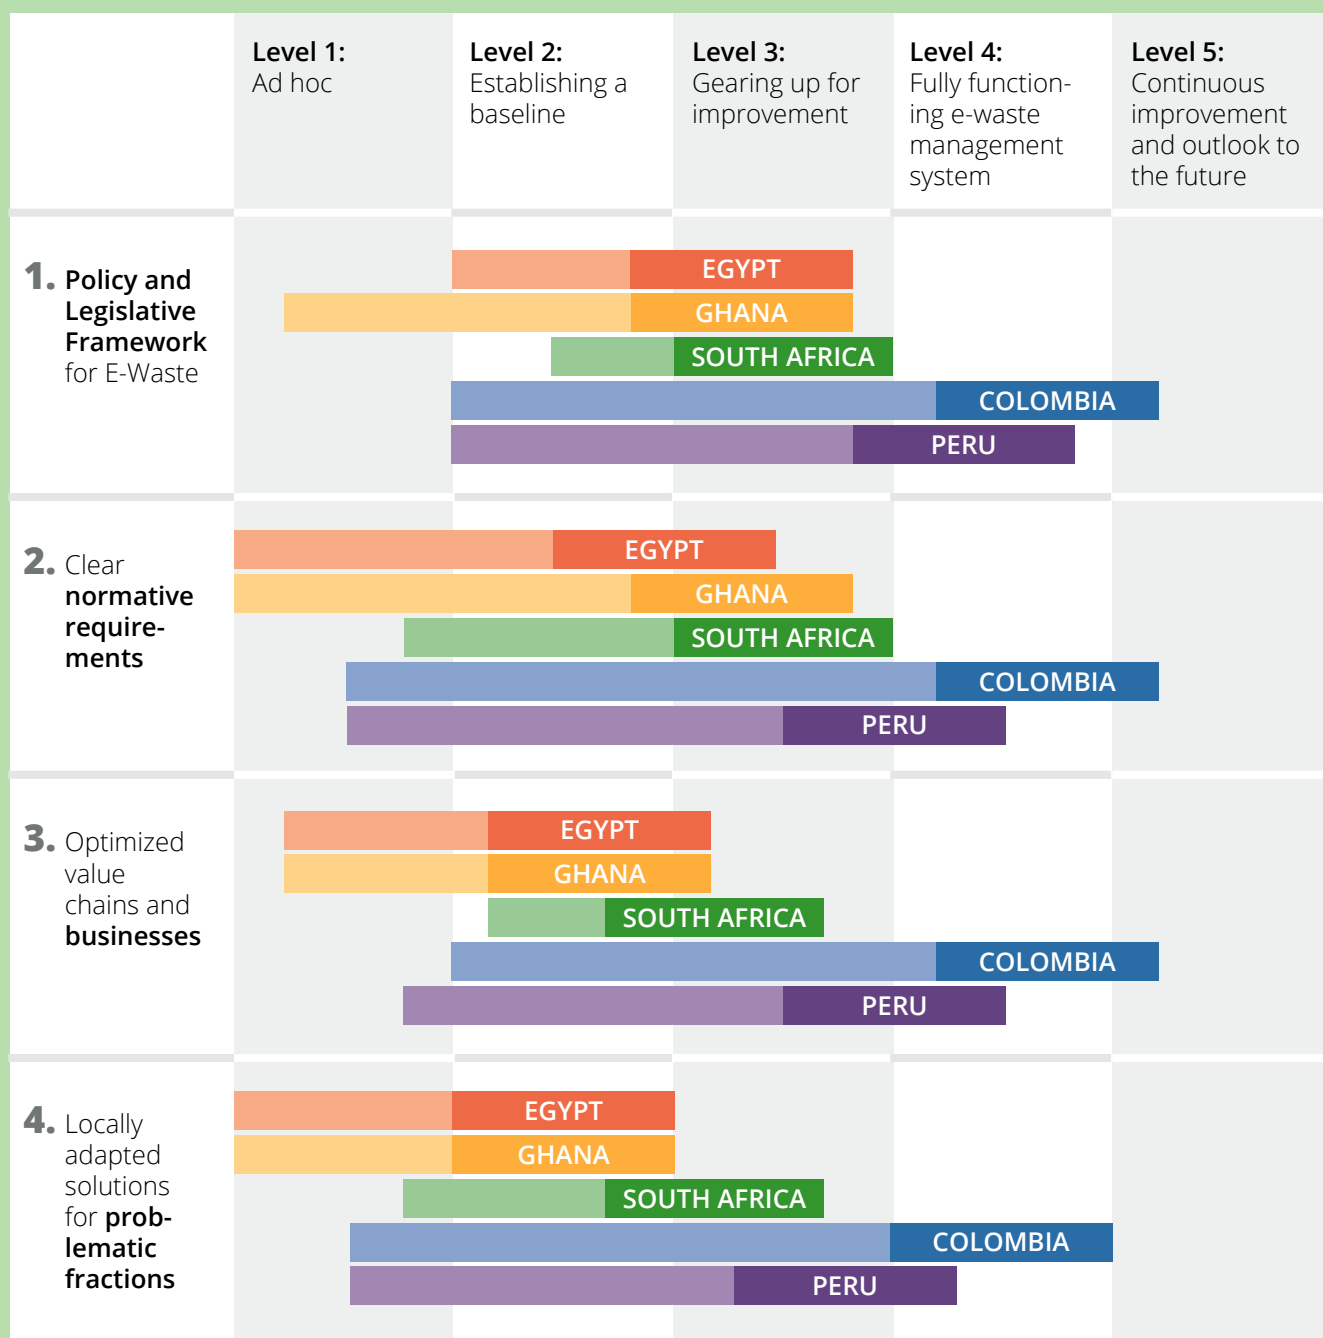 Level 1:
Ad hoc
Level 2:
Establishing a
baseline
Level 3:
Gearing up for
improvement
Level 4:
Fully function-
ing e-waste
management
system
Level 5:
Continuous
improvement
and outlook to
the future
1. Policy and
Legislative
Framework
for E-Waste
EGYPT
GHANA
SOUTH AFRICA
COLOMBIA
PERU
2. Clear
normative
require-
ments
EGYPT
GHANA
SOUTH AFRICA
COLOMBIA
PERU
3. Optimized
value
chains and
businesses
EGYPT
GHANA
SOUTH AFRICA
COLOMBIA
PERU
4. Locally
adapted
solutions
for prob-
lematic
fractions
EGYPT
GHANA
SOUTH AFRICA
COLOMBIA
PERU